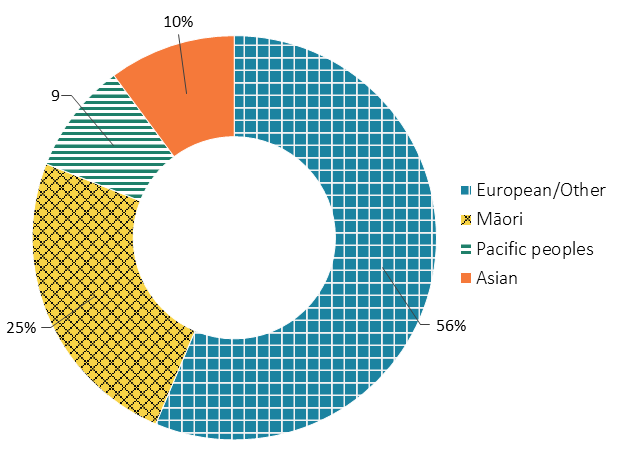 10%
9
European/Other
Māori
Pacific peoples
Asian
25%
56%